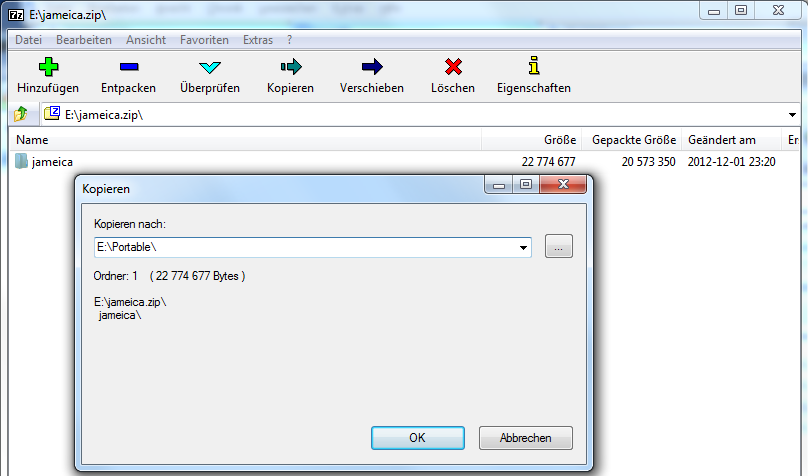 7z E:\jameica.zip\
Datei Bearbeiten Ansicht Favoriten Extras ?
Hinzufügen Entpacken Überprüfen Kopieren Verschieben Löschen Eigenschaften
E:\jameica.zip\
Name Größe Gepackte Größe Geändert am Er
jameica 22 774 677 20 573 350 2012-12-01 23:20
Kopieren
Kopieren nach:
E:\Portable\
...
Ordner: 1 ( 22 774 677 Bytes )
E:\jameica.zip\
jameica\
OK Abbrechen